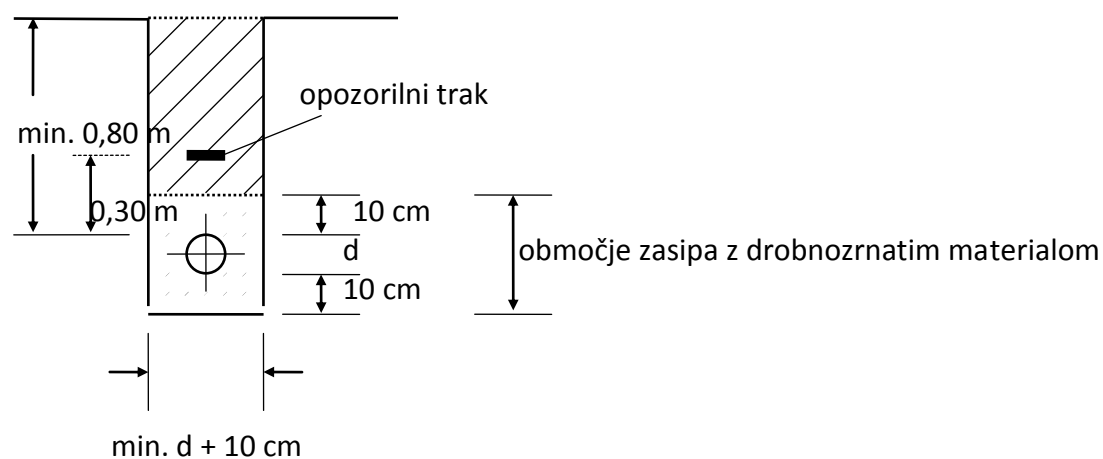 opozorilni trak
min. 0,80 m
0,30 m
10 cm
d
območje zasipa z drobnozrnatim materialom
10 cm
min. d + 10 cm